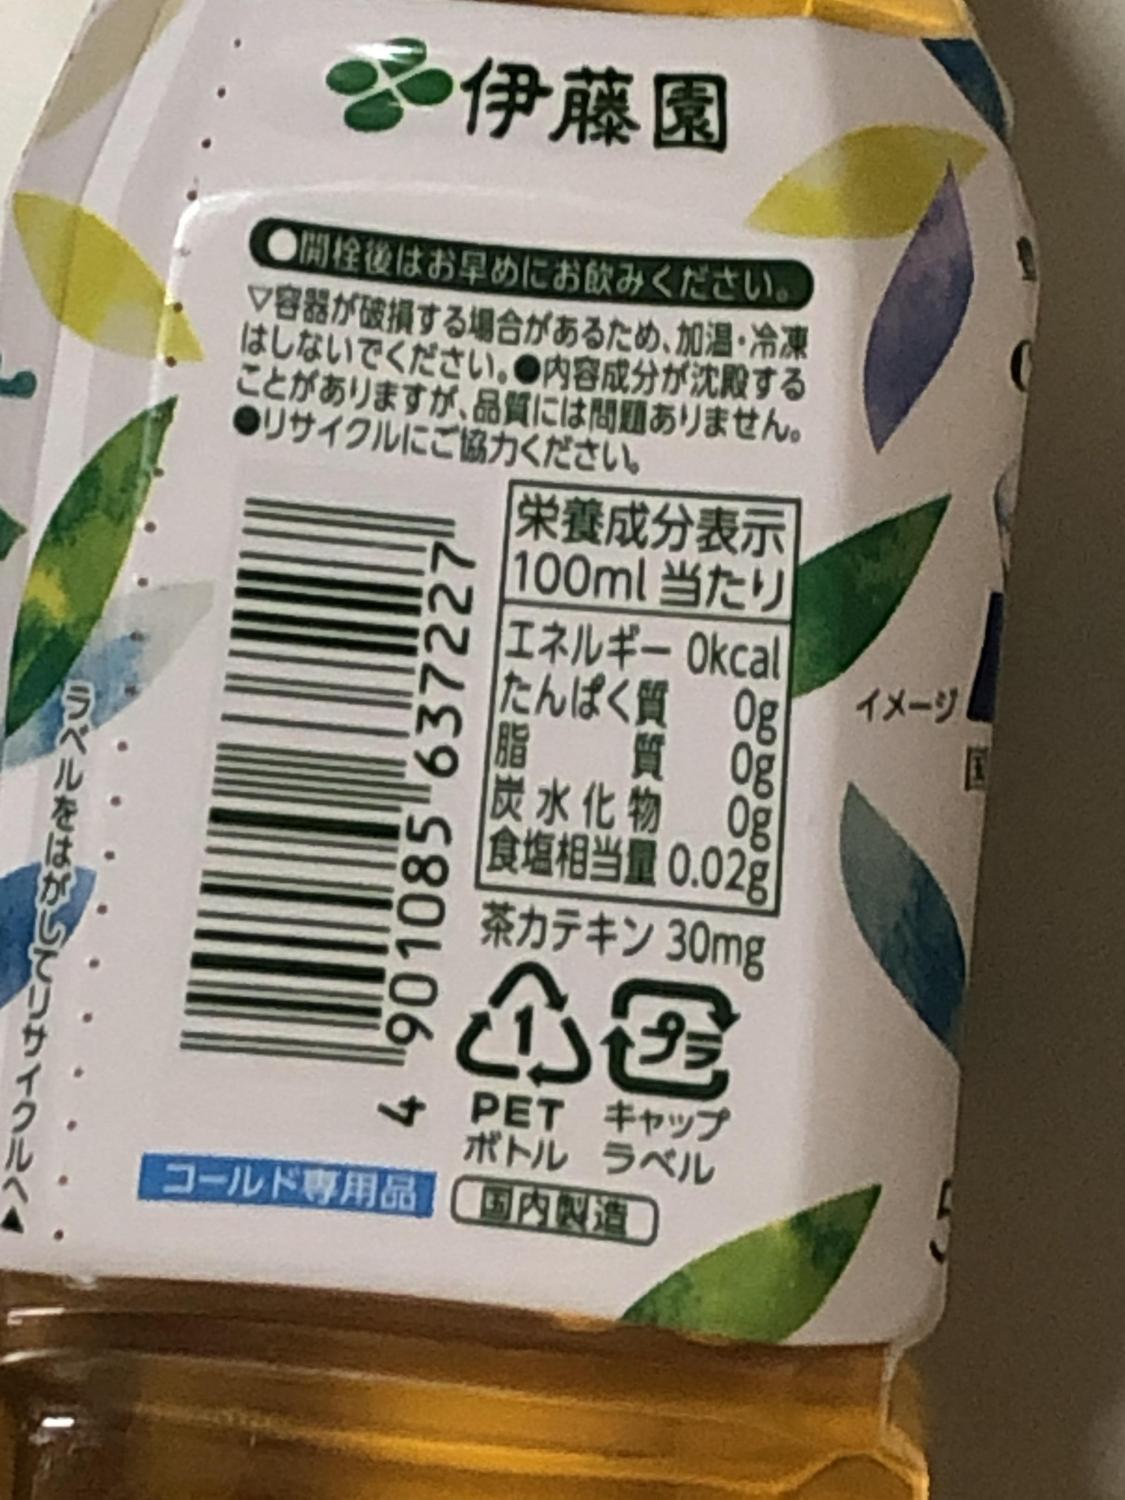 伊藤園
●開栓後はお早めにお飲みください。
▽容器が破損する場合があるため、加温・冷凍
はしないでください。●内容成分が沈殿する
ことがありますが、品質には問題ありません。
●リサイクルにご協力ください。
栄養成分表示
100ml 当たり
エネルギー 0kcal
たんぱく質 0g
脂質 0g
炭水化物 0g
食塩相当量 0.02g
茶カテキン 30mg
4 901085 637227
1
PET
ボトル
プラ
キャップ
ラベル
コールド専用品
国内製造
ラベルをはがしてリサイクルへ▲
イメージ